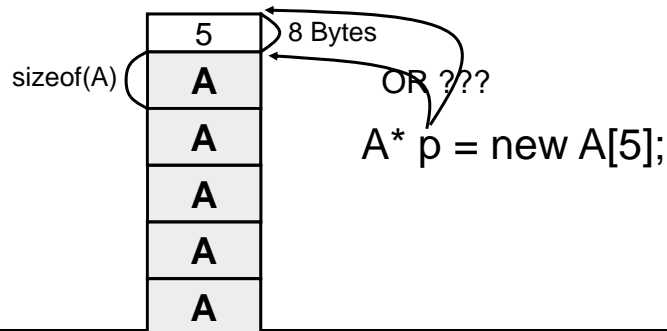 5
8 Bytes
sizeof(A)
A
OR ???
A
A* p = new A[5];
A
A
A